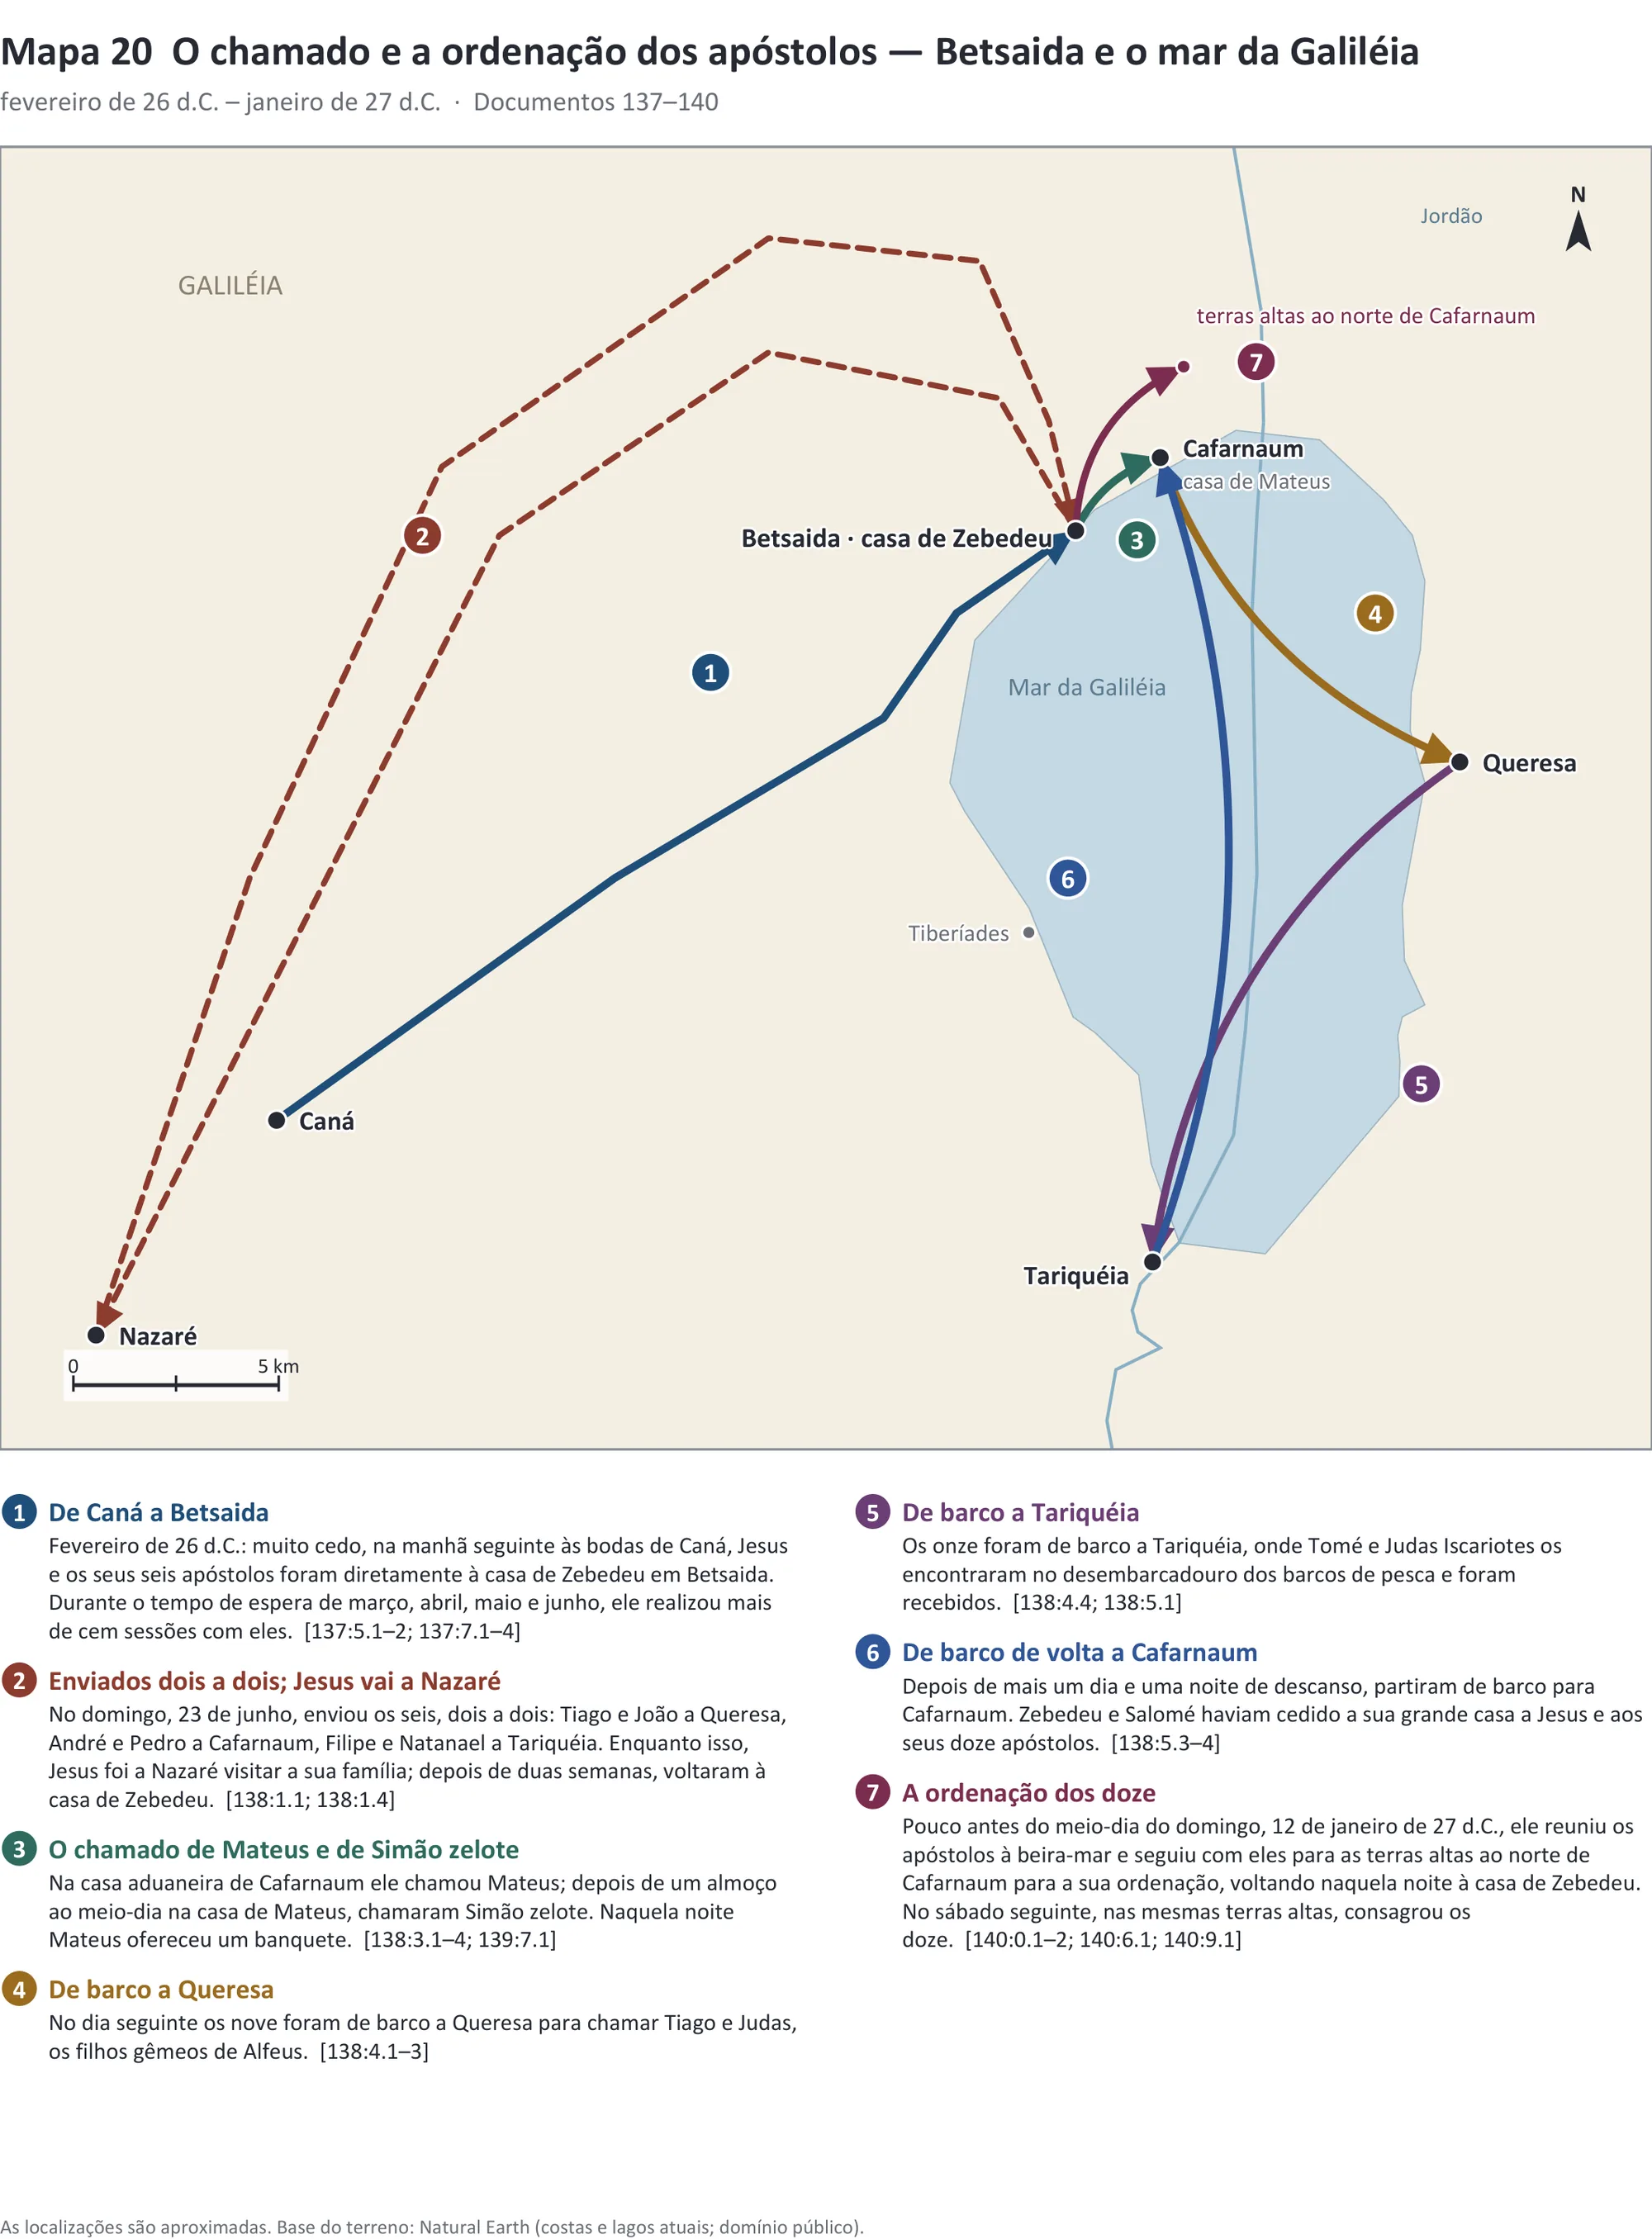 Mapa 20  O chamado e a ordenação dos apóstolos — Betsaida e o mar da Galiléia
fevereiro de 26 d.C. – janeiro de 27 d.C.  ·  Documentos 137–140
N
Jordão
GALILÉIA
terras altas ao norte de Cafarnaum
7
Cafarnaum
casa de Mateus
2
Betsaida · casa de Zebedeu
3
4
1
Mar da Galiléia
Queresa
6
Tiberíades
5
Caná
Tariquéia
Nazaré
0 5 km
1 De Caná a Betsaida
Fevereiro de 26 d.C.: muito cedo, na manhã seguinte às bodas de Caná, Jesus
e os seus seis apóstolos foram diretamente à casa de Zebedeu em Betsaida.
Durante o tempo de espera de março, abril, maio e junho, ele realizou mais
de cem sessões com eles.  [137:5.1–2; 137:7.1–4]
2 Enviados dois a dois; Jesus vai a Nazaré
No domingo, 23 de junho, enviou os seis, dois a dois: Tiago e João a Queresa,
André e Pedro a Cafarnaum, Filipe e Natanael a Tariquéia. Enquanto isso,
Jesus foi a Nazaré visitar a sua família; depois de duas semanas, voltaram à
casa de Zebedeu.  [138:1.1; 138:1.4]
3 O chamado de Mateus e de Simão zelote
Na casa aduaneira de Cafarnaum ele chamou Mateus; depois de um almoço
ao meio-dia na casa de Mateus, chamaram Simão zelote. Naquela noite
Mateus ofereceu um banquete.  [138:3.1–4; 139:7.1]
4 De barco a Queresa
No dia seguinte os nove foram de barco a Queresa para chamar Tiago e Judas,
os filhos gêmeos de Alfeus.  [138:4.1–3]
5 De barco a Tariquéia
Os onze foram de barco a Tariquéia, onde Tomé e Judas Iscariotes os
encontraram no desembarcadouro dos barcos de pesca e foram
recebidos.  [138:4.4; 138:5.1]
6 De barco de volta a Cafarnaum
Depois de mais um dia e uma noite de descanso, partiram de barco para
Cafarnaum. Zebedeu e Salomé haviam cedido a sua grande casa a Jesus e aos
seus doze apóstolos.  [138:5.3–4]
7 A ordenação dos doze
Pouco antes do meio-dia do domingo, 12 de janeiro de 27 d.C., ele reuniu os
apóstolos à beira-mar e seguiu com eles para as terras altas ao norte de
Cafarnaum para a sua ordenação, voltando naquela noite à casa de Zebedeu.
No sábado seguinte, nas mesmas terras altas, consagrou os
doze.  [140:0.1–2; 140:6.1; 140:9.1]
As localizações são aproximadas. Base do terreno: Natural Earth (costas e lagos atuais; domínio público).